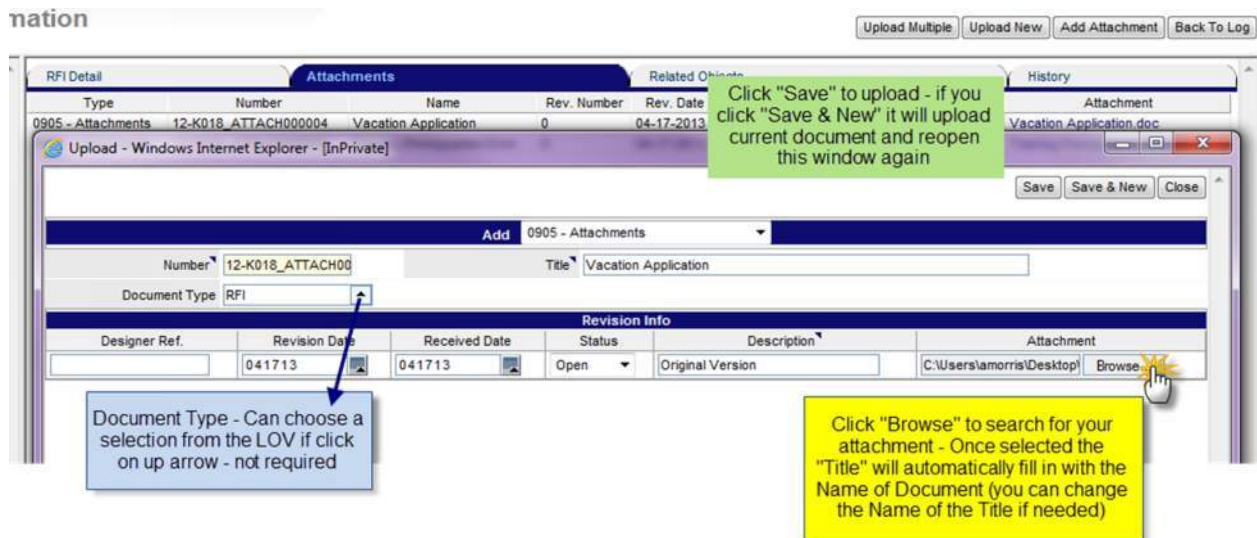 mation
Upload Multiple Upload New Add Attachment Back To Log
RFI Detail Attachments Related Objects History
Type Number Name Rev. Number Rev. Date Attachment
0905 - Attachments 12-K018_ATTACH000004 Vacation Application 0 04-17-2013 Vacation Application.doc
Click "Save" to upload - if you
click "Save & New" it will upload
current document and reopen
this window again
Upload - Windows Internet Explorer - [InPrivate]
Save Save & New Close
Add 0905 - Attachments
Number 12-K018_ATTACH00 Title Vacation Application
Document Type RFI
Revision Info
Designer Ref. Revision Date Received Date Status Description Attachment
041713 041713 Open Original Version C:\Users\amorris\Desktop\ Browse
Document Type - Can choose a
selection from the LOV if click
on up arrow - not required
Click "Browse" to search for your
attachment - Once selected the
"Title" will automatically fill in with the
Name of Document (you can change
the Name of the Title if needed)